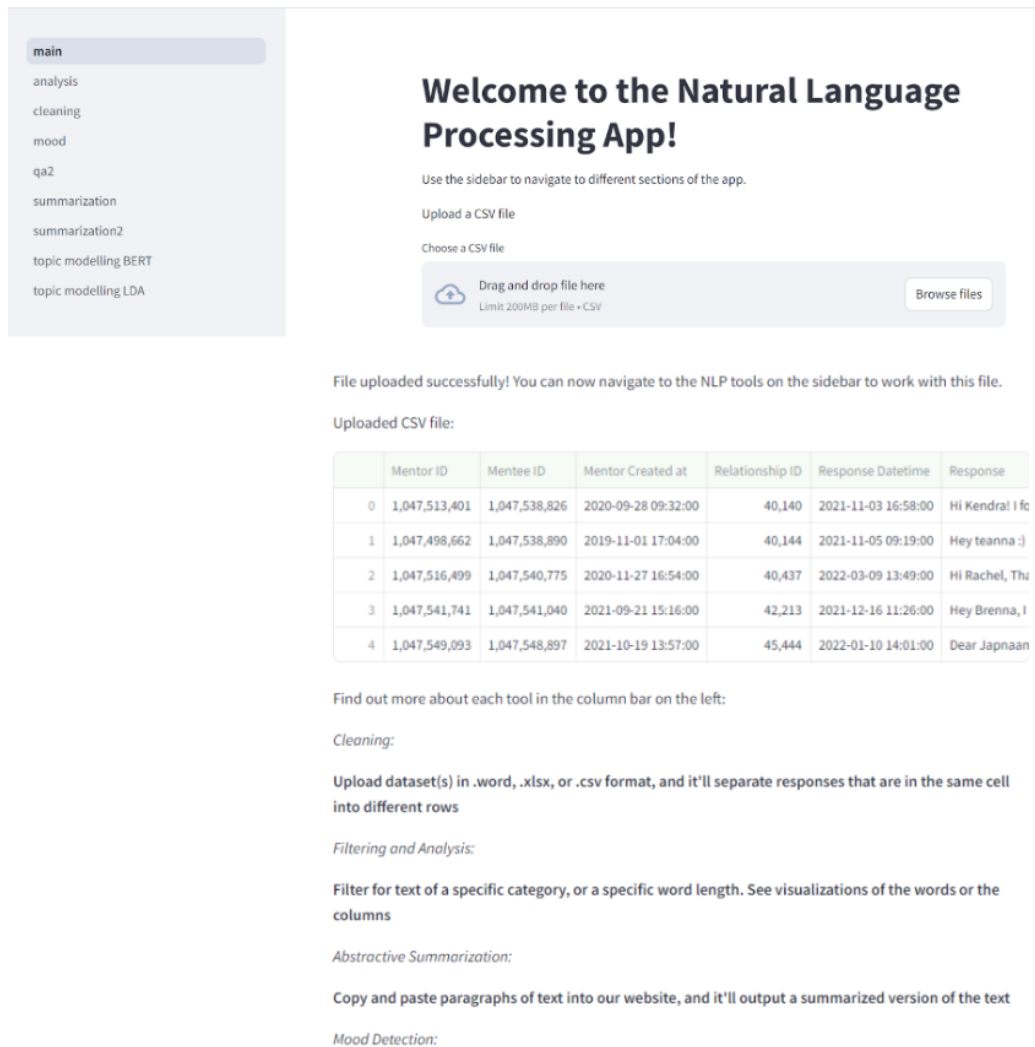 main
analysis
cleaning
mood
qa2
summarization
summarization2
topic modelling BERT
topic modelling LDA
Welcome to the Natural Language
Processing App!
Use the sidebar to navigate to different sections of the app.
Upload a CSV file
Choose a CSV file
Drag and drop file here
Limit 200MB per file • CSV
Browse files
File uploaded successfully! You can now navigate to the NLP tools on the sidebar to work with this file.
Uploaded CSV file:
Mentor ID Mentee ID Mentor Created at Relationship ID Response Datetime Response
0 1,047,513,401 1,047,538,826 2020-09-28 09:32:00 40,140 2021-11-03 16:58:00 Hi Kendra! I fo
1 1,047,498,662 1,047,538,890 2019-11-01 17:04:00 40,144 2021-11-05 09:19:00 Hey teanna :)
2 1,047,516,499 1,047,540,775 2020-11-27 16:54:00 40,437 2022-03-09 13:49:00 Hi Rachel, Tha
3 1,047,541,741 1,047,541,040 2021-09-21 15:16:00 42,213 2021-12-16 11:26:00 Hey Brenna, I
4 1,047,549,093 1,047,548,897 2021-10-19 13:57:00 45,444 2022-01-10 14:01:00 Dear Japnaan
Find out more about each tool in the column bar on the left:
Cleaning:
Upload dataset(s) in .word, .xlsx, or .csv format, and it'll separate responses that are in the same cell
into different rows
Filtering and Analysis:
Filter for text of a specific category, or a specific word length. See visualizations of the words or the
columns
Abstractive Summarization:
Copy and paste paragraphs of text into our website, and it'll output a summarized version of the text
Mood Detection: